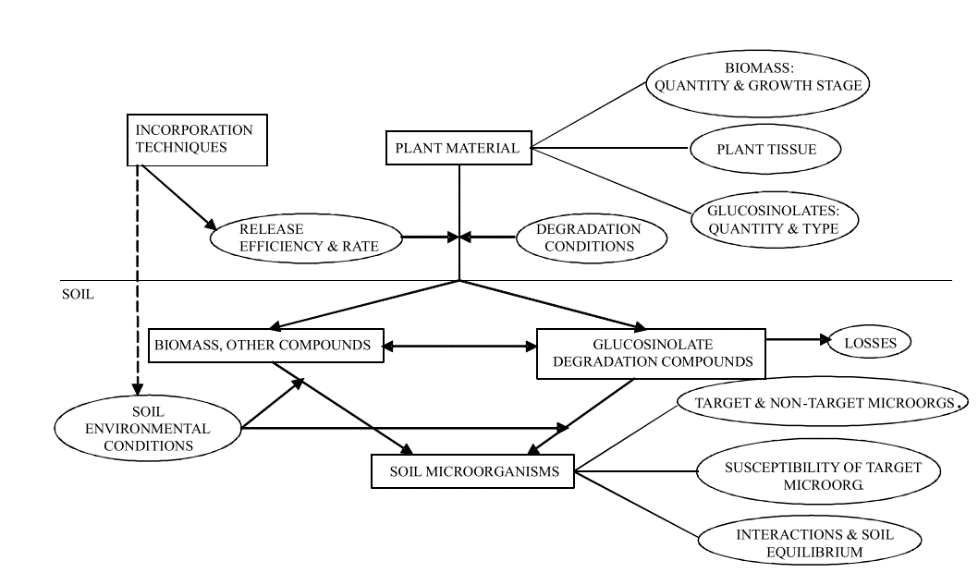 BIOMASS:
QUANTITY & GROWTH STAGE
INCORPORATION
TECHNIQUES
PLANT MATERIAL
PLANT TISSUE
GLUCOSINOLATES:
QUANTITY & TYPE
RELEASE
EFFICIENCY & RATE
DEGRADATION
CONDITIONS
SOIL
BIOMASS, OTHER COMPOUNDS
GLUCOSINOLATE
DEGRADATION COMPOUNDS
LOSSES
TARGET & NON-TARGET MICROORGS.
SOIL
ENVIRONMENTAL
CONDITIONS
SOIL MICROORGANISMS
SUSCEPTIBILITY OF TARGET
MICROORG.
INTERACTIONS & SOIL
EQUILIBRIUM